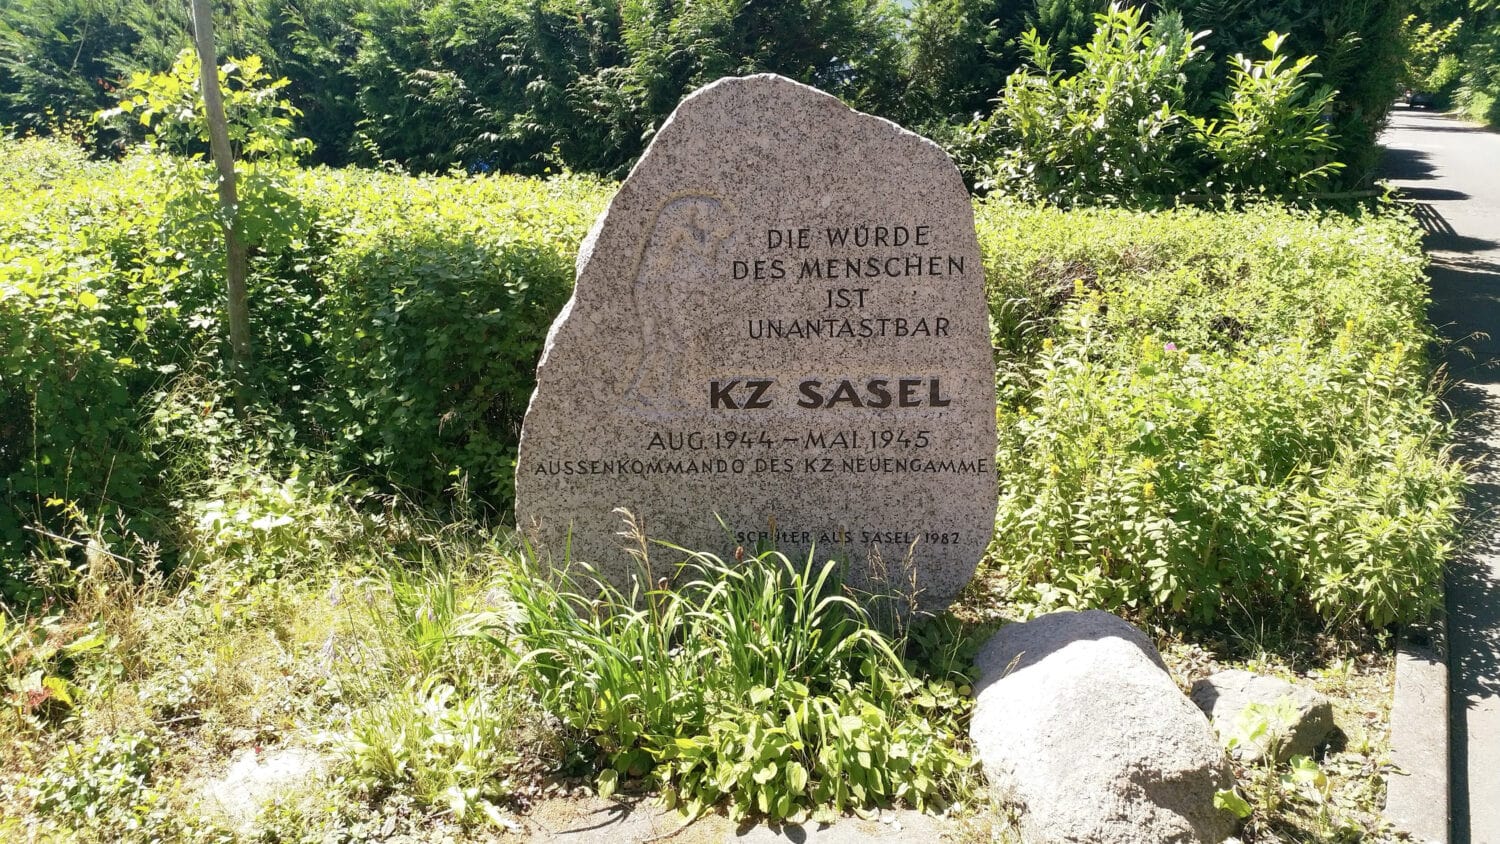 DIE WÜRDE
DES MENSCHEN
IST
UNANTASTBAR
KZ SASEL
AUG. 1944 – MAI 1945
AUSSENKOMMANDO DES KZ NEUENGAMME
SCHÜLER AUS SASEL 1982